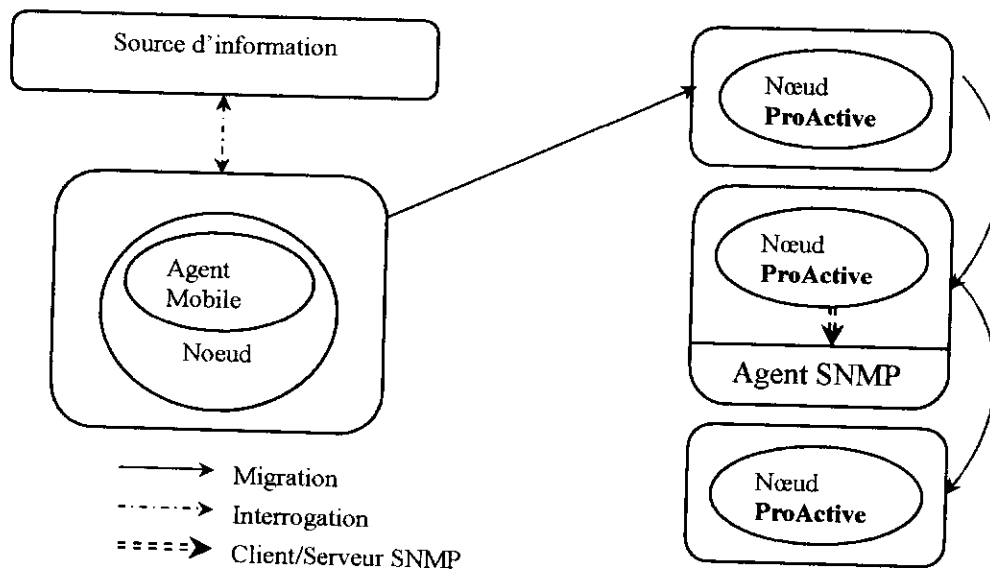 Source d'information
Agent
Mobile
Noeud
Nœud
ProActive
Nœud
ProActive
Agent SNMP
Nœud
ProActive
Migration
Interrogation
Client/Serveur SNMP